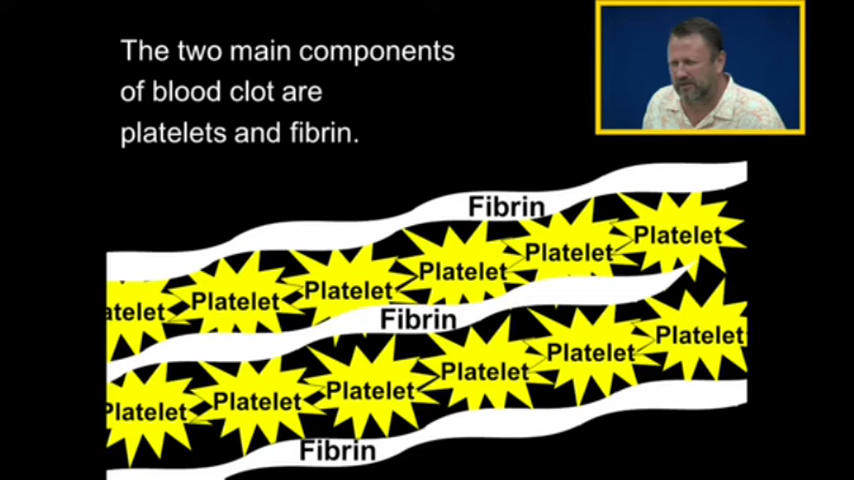 The two main components
of blood clot are
platelets and fibrin.
Fibrin
Platelet
Platelet
Platelet
Platelet
Platelet
atelet
Fibrin
Platelet
Platelet
Platelet
Platelet
Platelet
Platelet
Fibrin